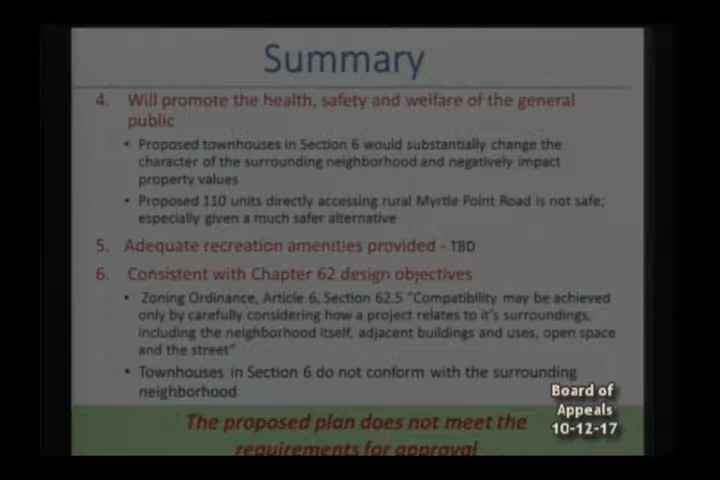 Summary
4. Will promote the health, safety and welfare of the general
public
• Proposed townhouses in Section 6 would substantially change the
character of the surrounding neighborhood and negatively impact
property values
• Proposed 110 units directly accessing rural Myrtle Point Road is not safe;
especially given a much safer alternative
5. Adequate recreation amenities provided - TBD
6. Consistent with Chapter 62 design objectives
• Zoning Ordinance, Article 6, Section 62.5 "Compatibility may be achieved
only by carefully considering how a project relates to it's surroundings,
including the neighborhood itself, adjacent buildings and uses, open space
and the street"
• Townhouses in Section 6 do not conform with the surrounding
neighborhood
The proposed plan does not meet the
requirements for approval
Board of
Appeals
10-12-17